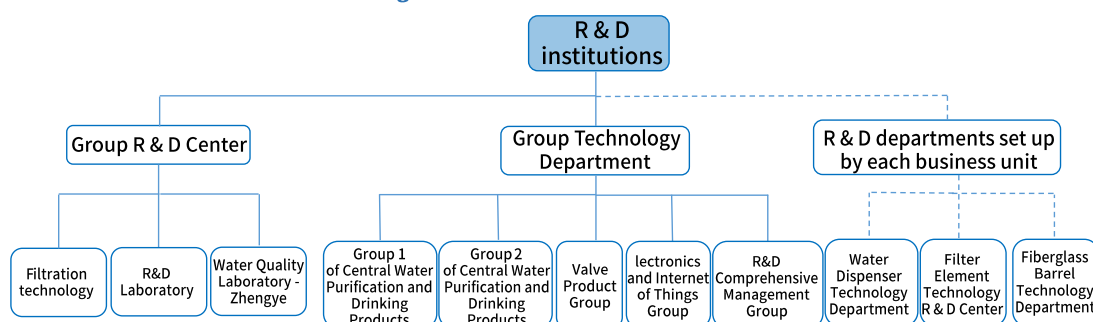 R & D
institutions
Group R & D Center
Group Technology
Department
R & D departments set up
by each business unit
Filtration
technology
R&D
Laboratory
Water Quality
Laboratory -
Zhengye
Group 1
of Central Water
Purification and
Drinking
Products
Group 2
of Central Water
Purification and
Drinking
Products
Valve
Product
Group
lectronics
and Internet
of Things
Group
R&D
Comprehensive
Management
Group
Water
Dispenser
Technology
Department
Filter
Element
Technology
R & D Center
Fiberglass
Barrel
Technology
Department